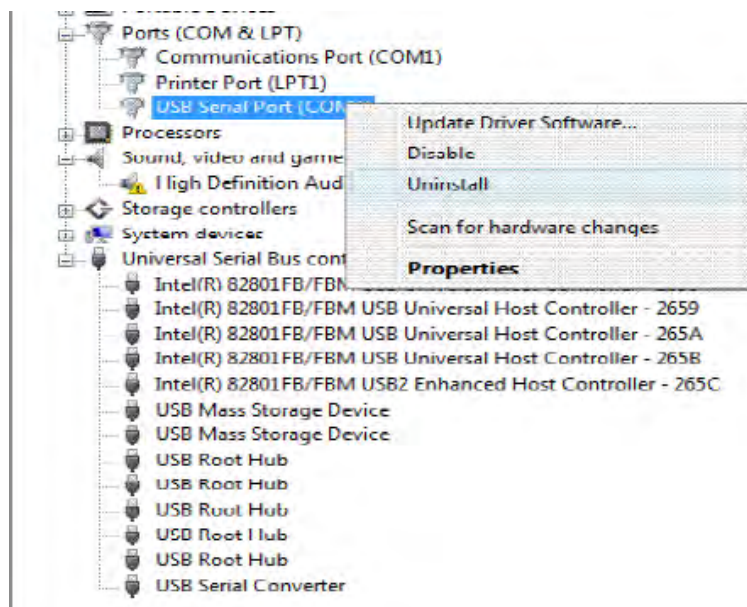 Ports (COM & LPT)
Communications Port (COM1)
Printer Port (LPT1)
USB Serial Port (COM
Update Driver Software...
Disable
Uninstall
Scan for hardware changes
Properties
Processors
Sound, video and game
High Definition Aud
Storage controllers
System devices
Universal Serial Bus cont
Intel(R) 82801FB/FBM
Intel(R) 82801FB/FBM USB Universal Host Controller - 2659
Intel(R) 82801FB/FBM USB Universal Host Controller - 265A
Intel(R) 82801FB/FBM USB Universal Host Controller - 265B
Intel(R) 82801FB/FBM USB2 Enhanced Host Controller - 265C
USB Mass Storage Device
USB Mass Storage Device
USB Root Hub
USB Root Hub
USB Root Hub
USB Root Hub
USB Root Hub
USB Serial Converter